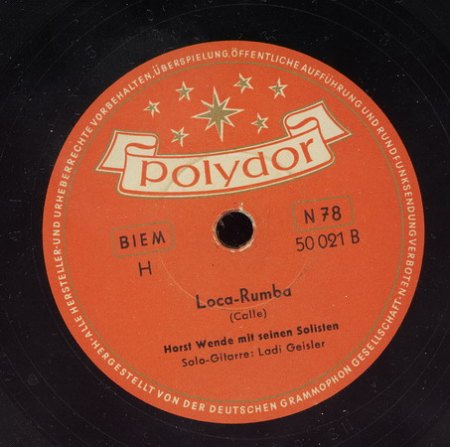 Polydor
BIEM
H
N 78
50 021 B
Loca-Rumba
(Calle)
Horst Wende mit seinen Solisten
Solo-Gitarre: Ladi Geisler
ALLE HERSTELLER- UND URHEBERRECHTE VORBEHALTEN, ÜBERSPIELUNG, ÖFFENTLICHE AUFFÜHRUNG UND RUNDFUNKSENDUNG VERBOTEN · HERGESTELLT VON DER DEUTSCHEN GRAMMOPHON GESELLSCHAFT